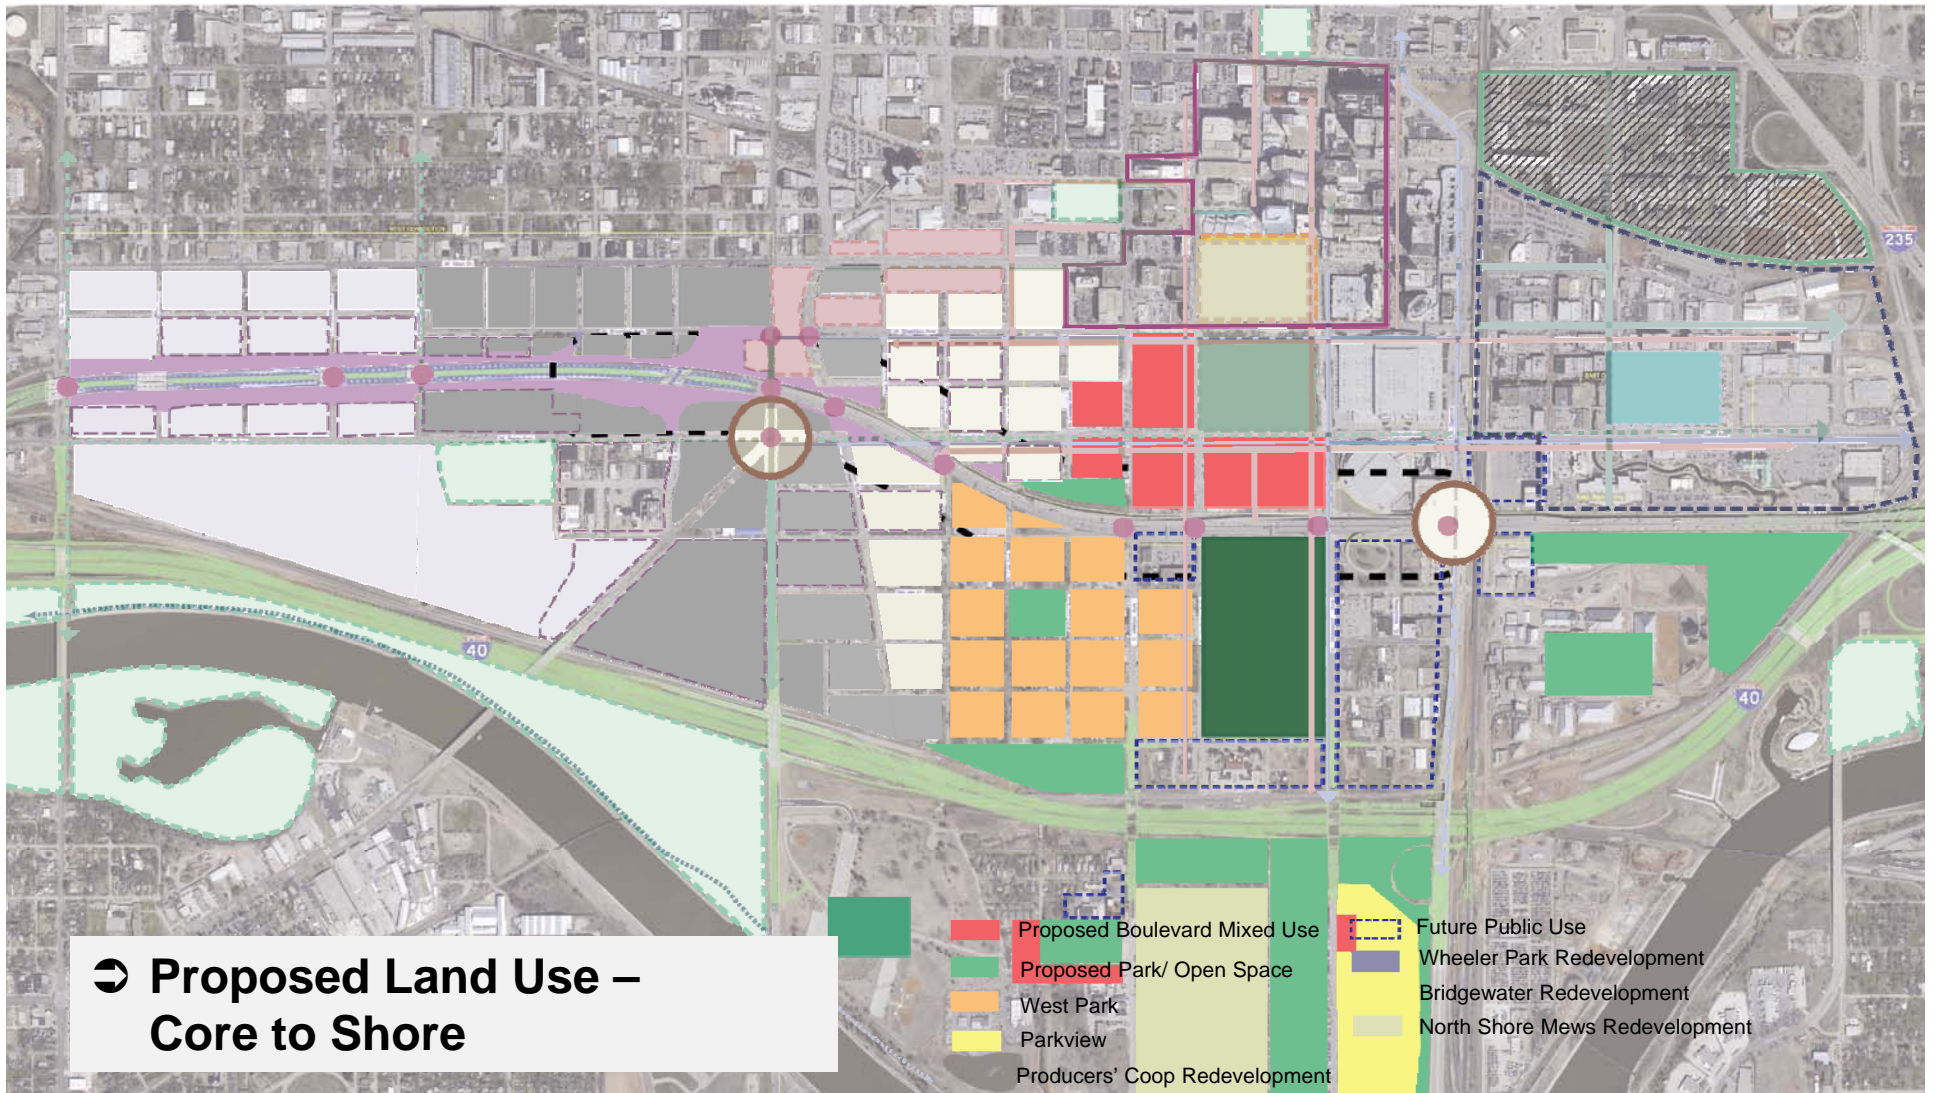 235
40
40
Proposed Land Use –
Core to Shore
Proposed Boulevard Mixed Use
Proposed Park/ Open Space
West Park
Parkview
Producers' Coop Redevelopment
Future Public Use
Wheeler Park Redevelopment
Bridgewater Redevelopment
North Shore Mews Redevelopment